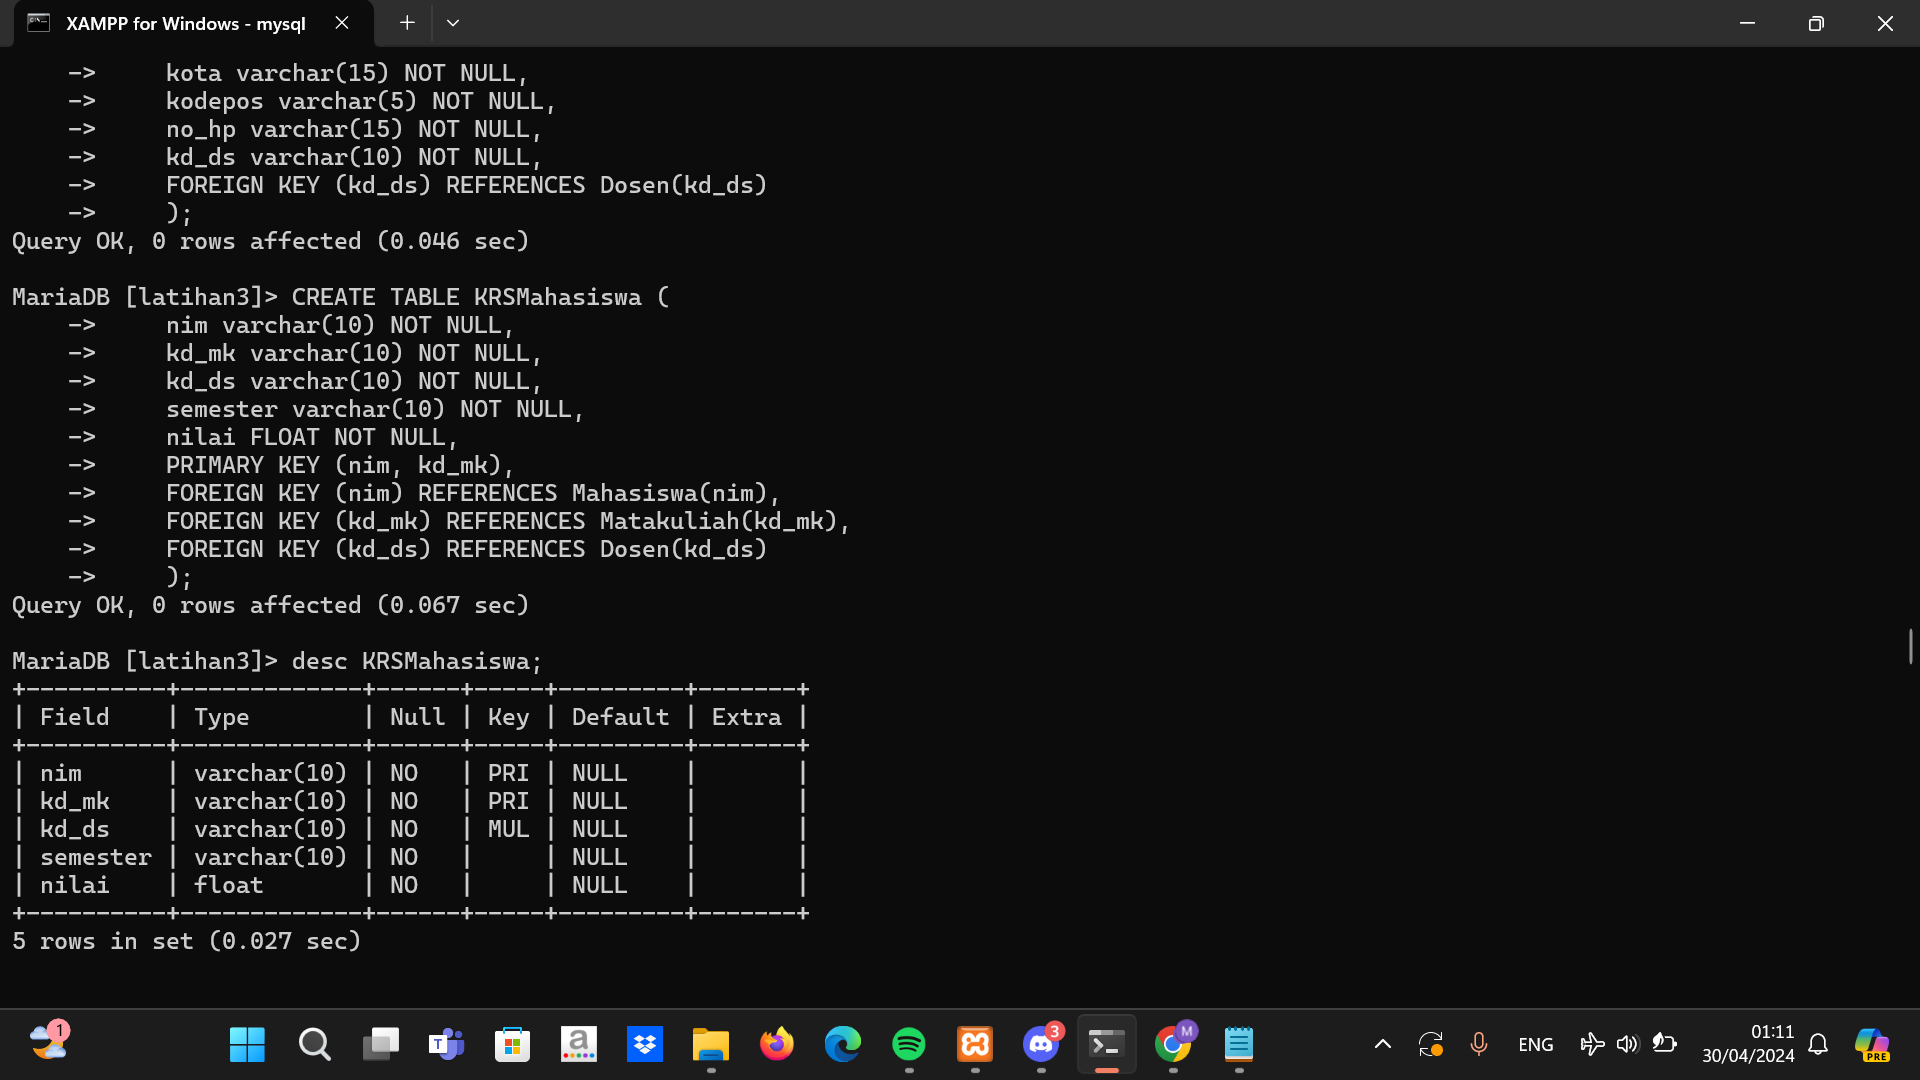 XAMPP for Windows - mysql
    ->     kota varchar(15) NOT NULL,
    ->     kodepos varchar(5) NOT NULL,
    ->     no_hp varchar(15) NOT NULL,
    ->     kd_ds varchar(10) NOT NULL,
    ->     FOREIGN KEY (kd_ds) REFERENCES Dosen(kd_ds)
    ->     );
Query OK, 0 rows affected (0.046 sec)
MariaDB [latihan3]> CREATE TABLE KRSMahasiswa (
    ->     nim varchar(10) NOT NULL,
    ->     kd_mk varchar(10) NOT NULL,
    ->     kd_ds varchar(10) NOT NULL,
    ->     semester varchar(10) NOT NULL,
    ->     nilai FLOAT NOT NULL,
    ->     PRIMARY KEY (nim, kd_mk),
    ->     FOREIGN KEY (nim) REFERENCES Mahasiswa(nim),
    ->     FOREIGN KEY (kd_mk) REFERENCES Matakuliah(kd_mk),
    ->     FOREIGN KEY (kd_ds) REFERENCES Dosen(kd_ds)
    ->     );
Query OK, 0 rows affected (0.067 sec)
MariaDB [latihan3]> desc KRSMahasiswa;
+----------+-------------+------+-----+---------+-------+
| Field    | Type        | Null | Key | Default | Extra |
+----------+-------------+------+-----+---------+-------+
| nim      | varchar(10) | NO   | PRI | NULL    |       |
| kd_mk    | varchar(10) | NO   | PRI | NULL    |       |
| kd_ds    | varchar(10) | NO   | MUL | NULL    |       |
| semester | varchar(10) | NO   |     | NULL    |       |
| nilai    | float       | NO   |     | NULL    |       |
+----------+-------------+------+-----+---------+-------+
5 rows in set (0.027 sec)
1
T
a
3
M
ENG
01:11
30/04/2024
PRE